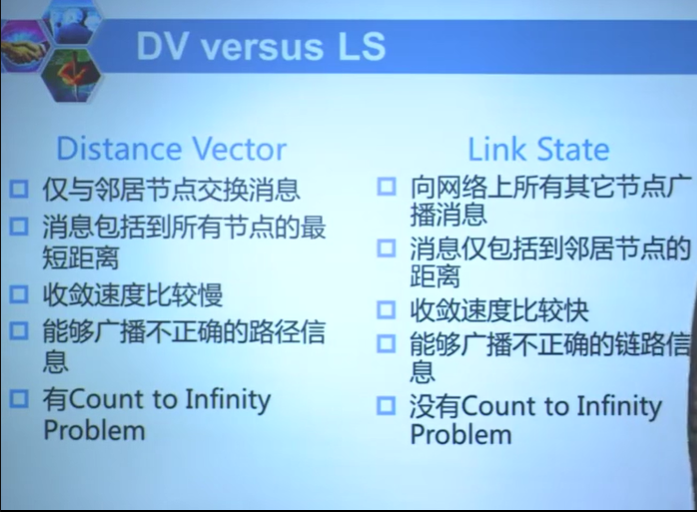 DV versus LS
Distance Vector
仅与邻居节点交换消息
消息包括到所有节点的最
短距离
收敛速度比较慢
能够广播不正确的路径信
息
有Count to Infinity
Problem
Link State
向网络上所有其它节点广
播消息
消息仅包括到邻居节点的
距离
收敛速度比较快
能够广播不正确的链路信
息
没有Count to Infinity
Problem